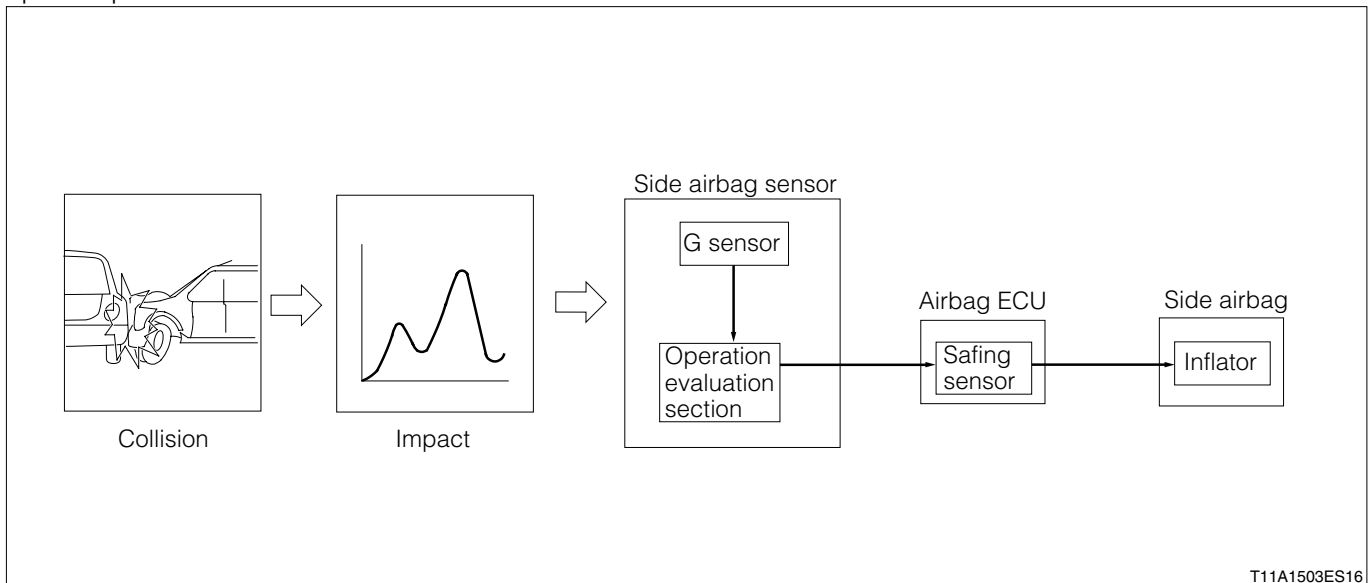 Side airbag sensor
G sensor
Airbag ECU
Side airbag
Operation
evaluation
section
Safing
sensor
Inflator
Collision
Impact
T11A1503ES16